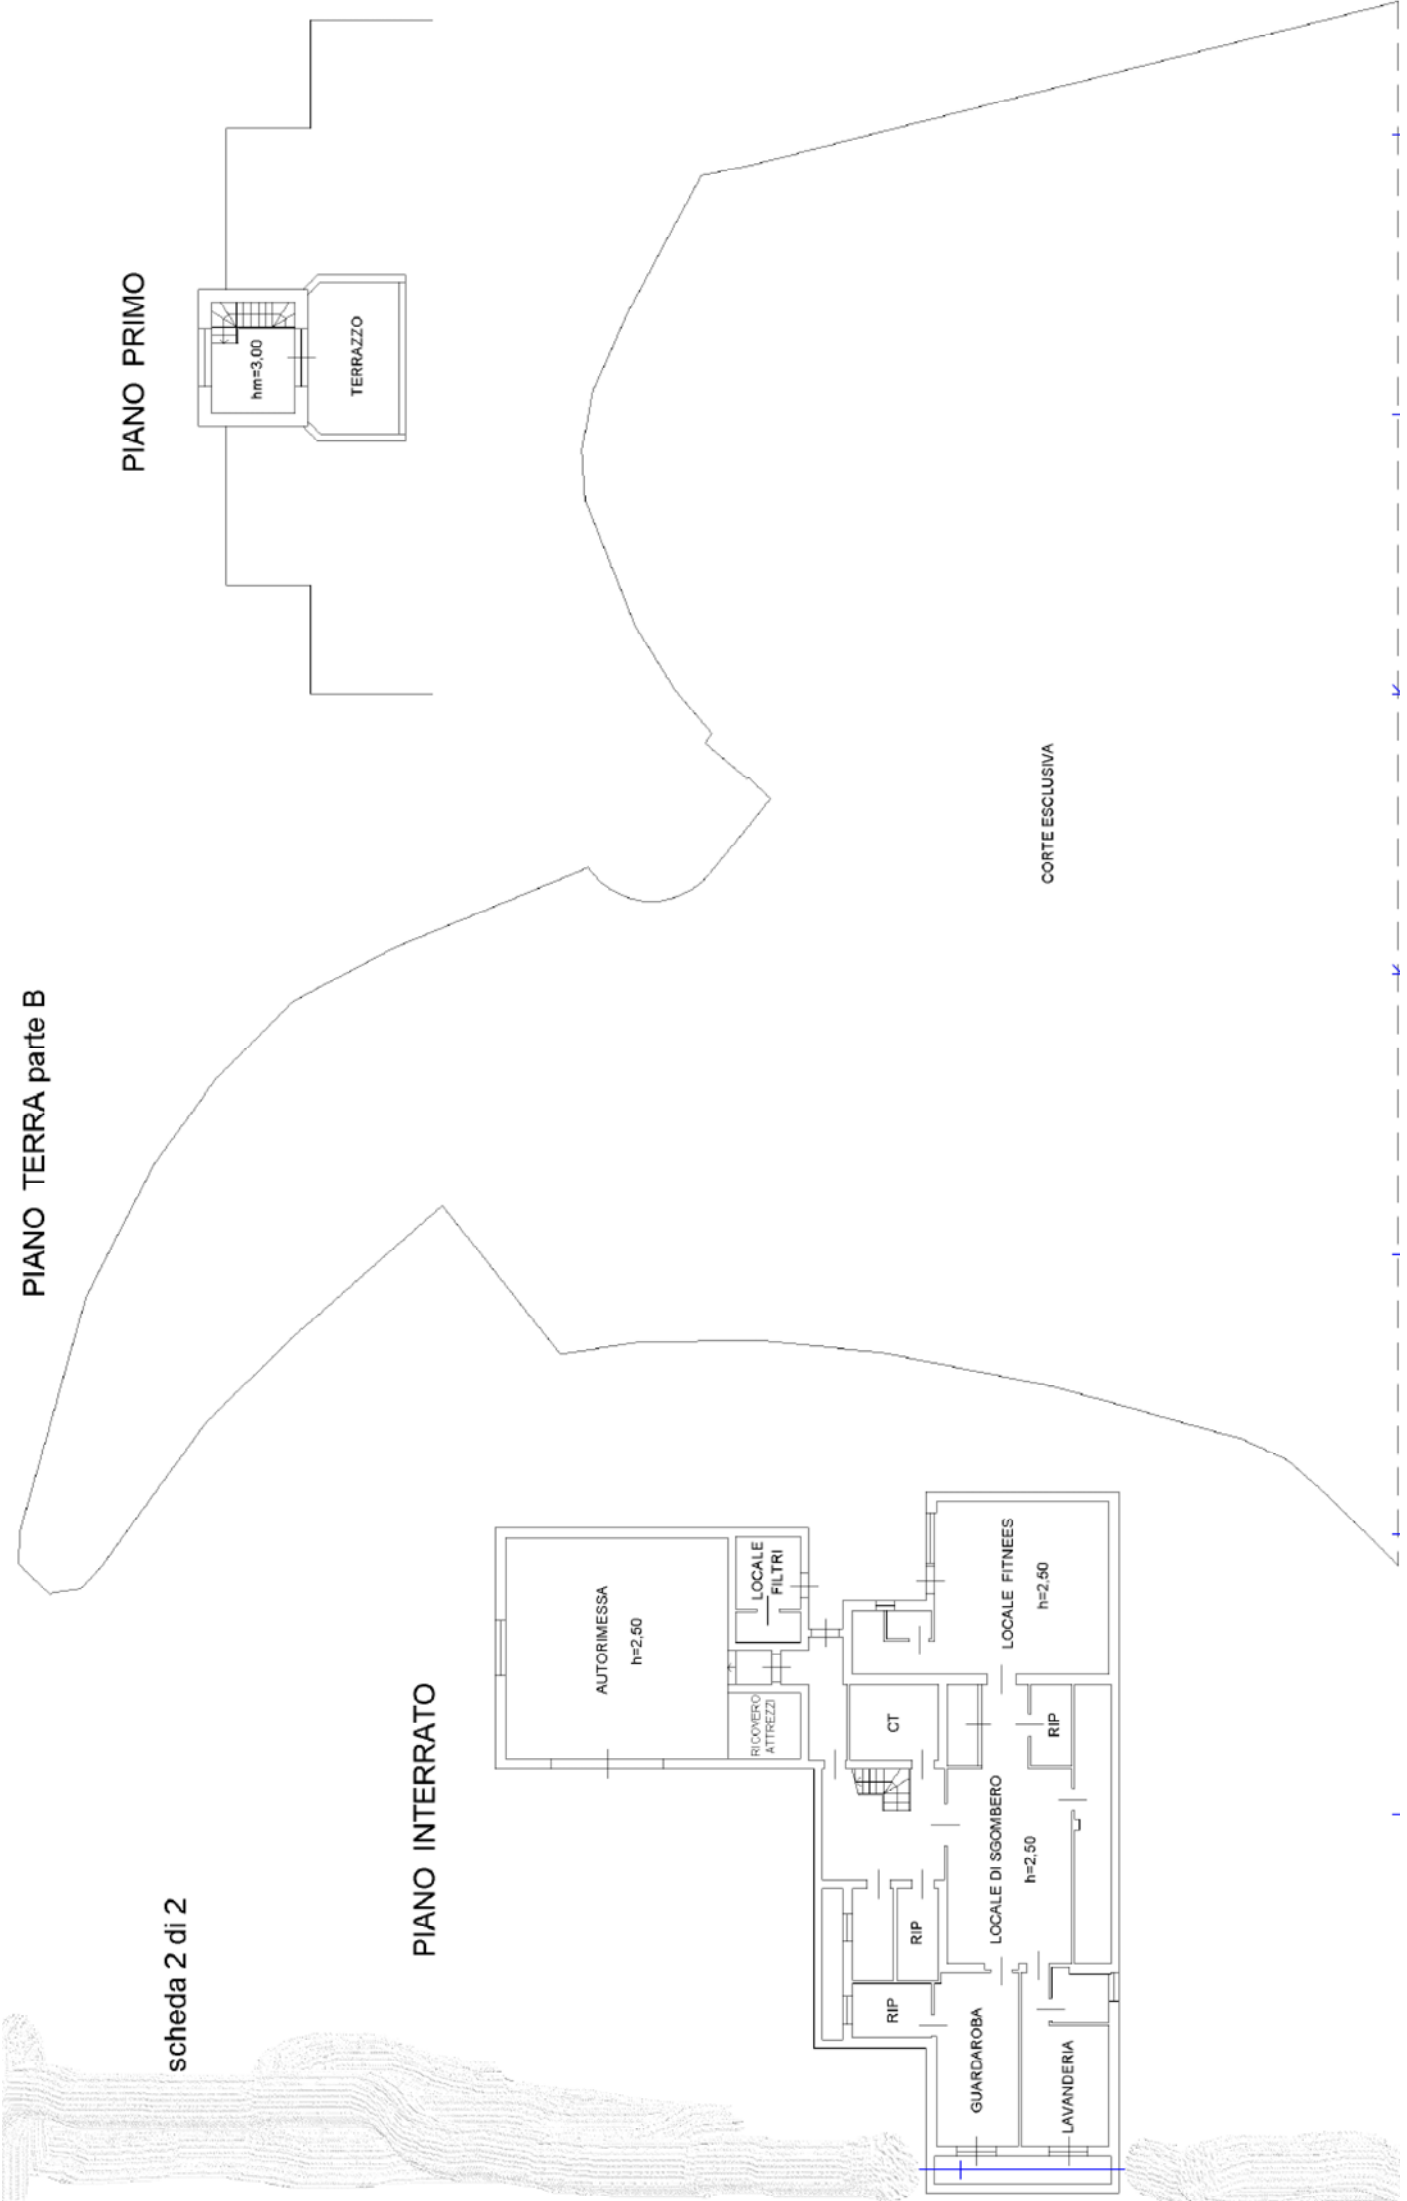 scheda 2 di 2
PIANO TERRA parte B
PIANO PRIMO
hm=3,00
TERRAZZO
CORTE ESCLUSIVA
PIANO INTERRATO
AUTORIMESSA
h=2,50
LOCALE
FILTRI
RICOVERO
ATTREZZI
CT
LOCALE FITNEES
h=2,50
RIP
LOCALE DI SGOMBERO
h=2,50
RIP
RIP
GUARDAROBA
LAVANDERIA